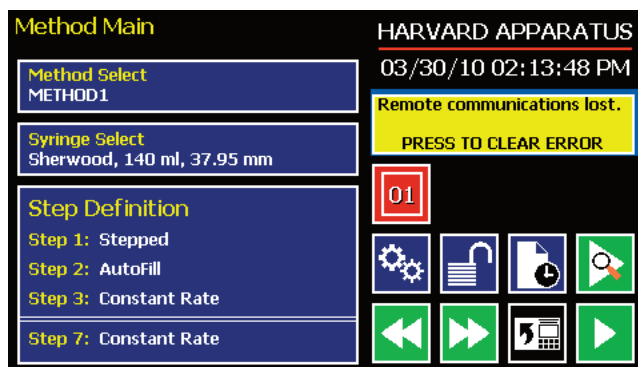 Method Main
Method Select
METHOD1
Syringe Select
Sherwood, 140 ml, 37.95 mm
Step Definition
Step 1: Stepped
Step 2: AutoFill
Step 3: Constant Rate
Step 7: Constant Rate
HARVARD APPARATUS
03/30/10 02:13:48 PM
Remote communications lost.
PRESS TO CLEAR ERROR
01